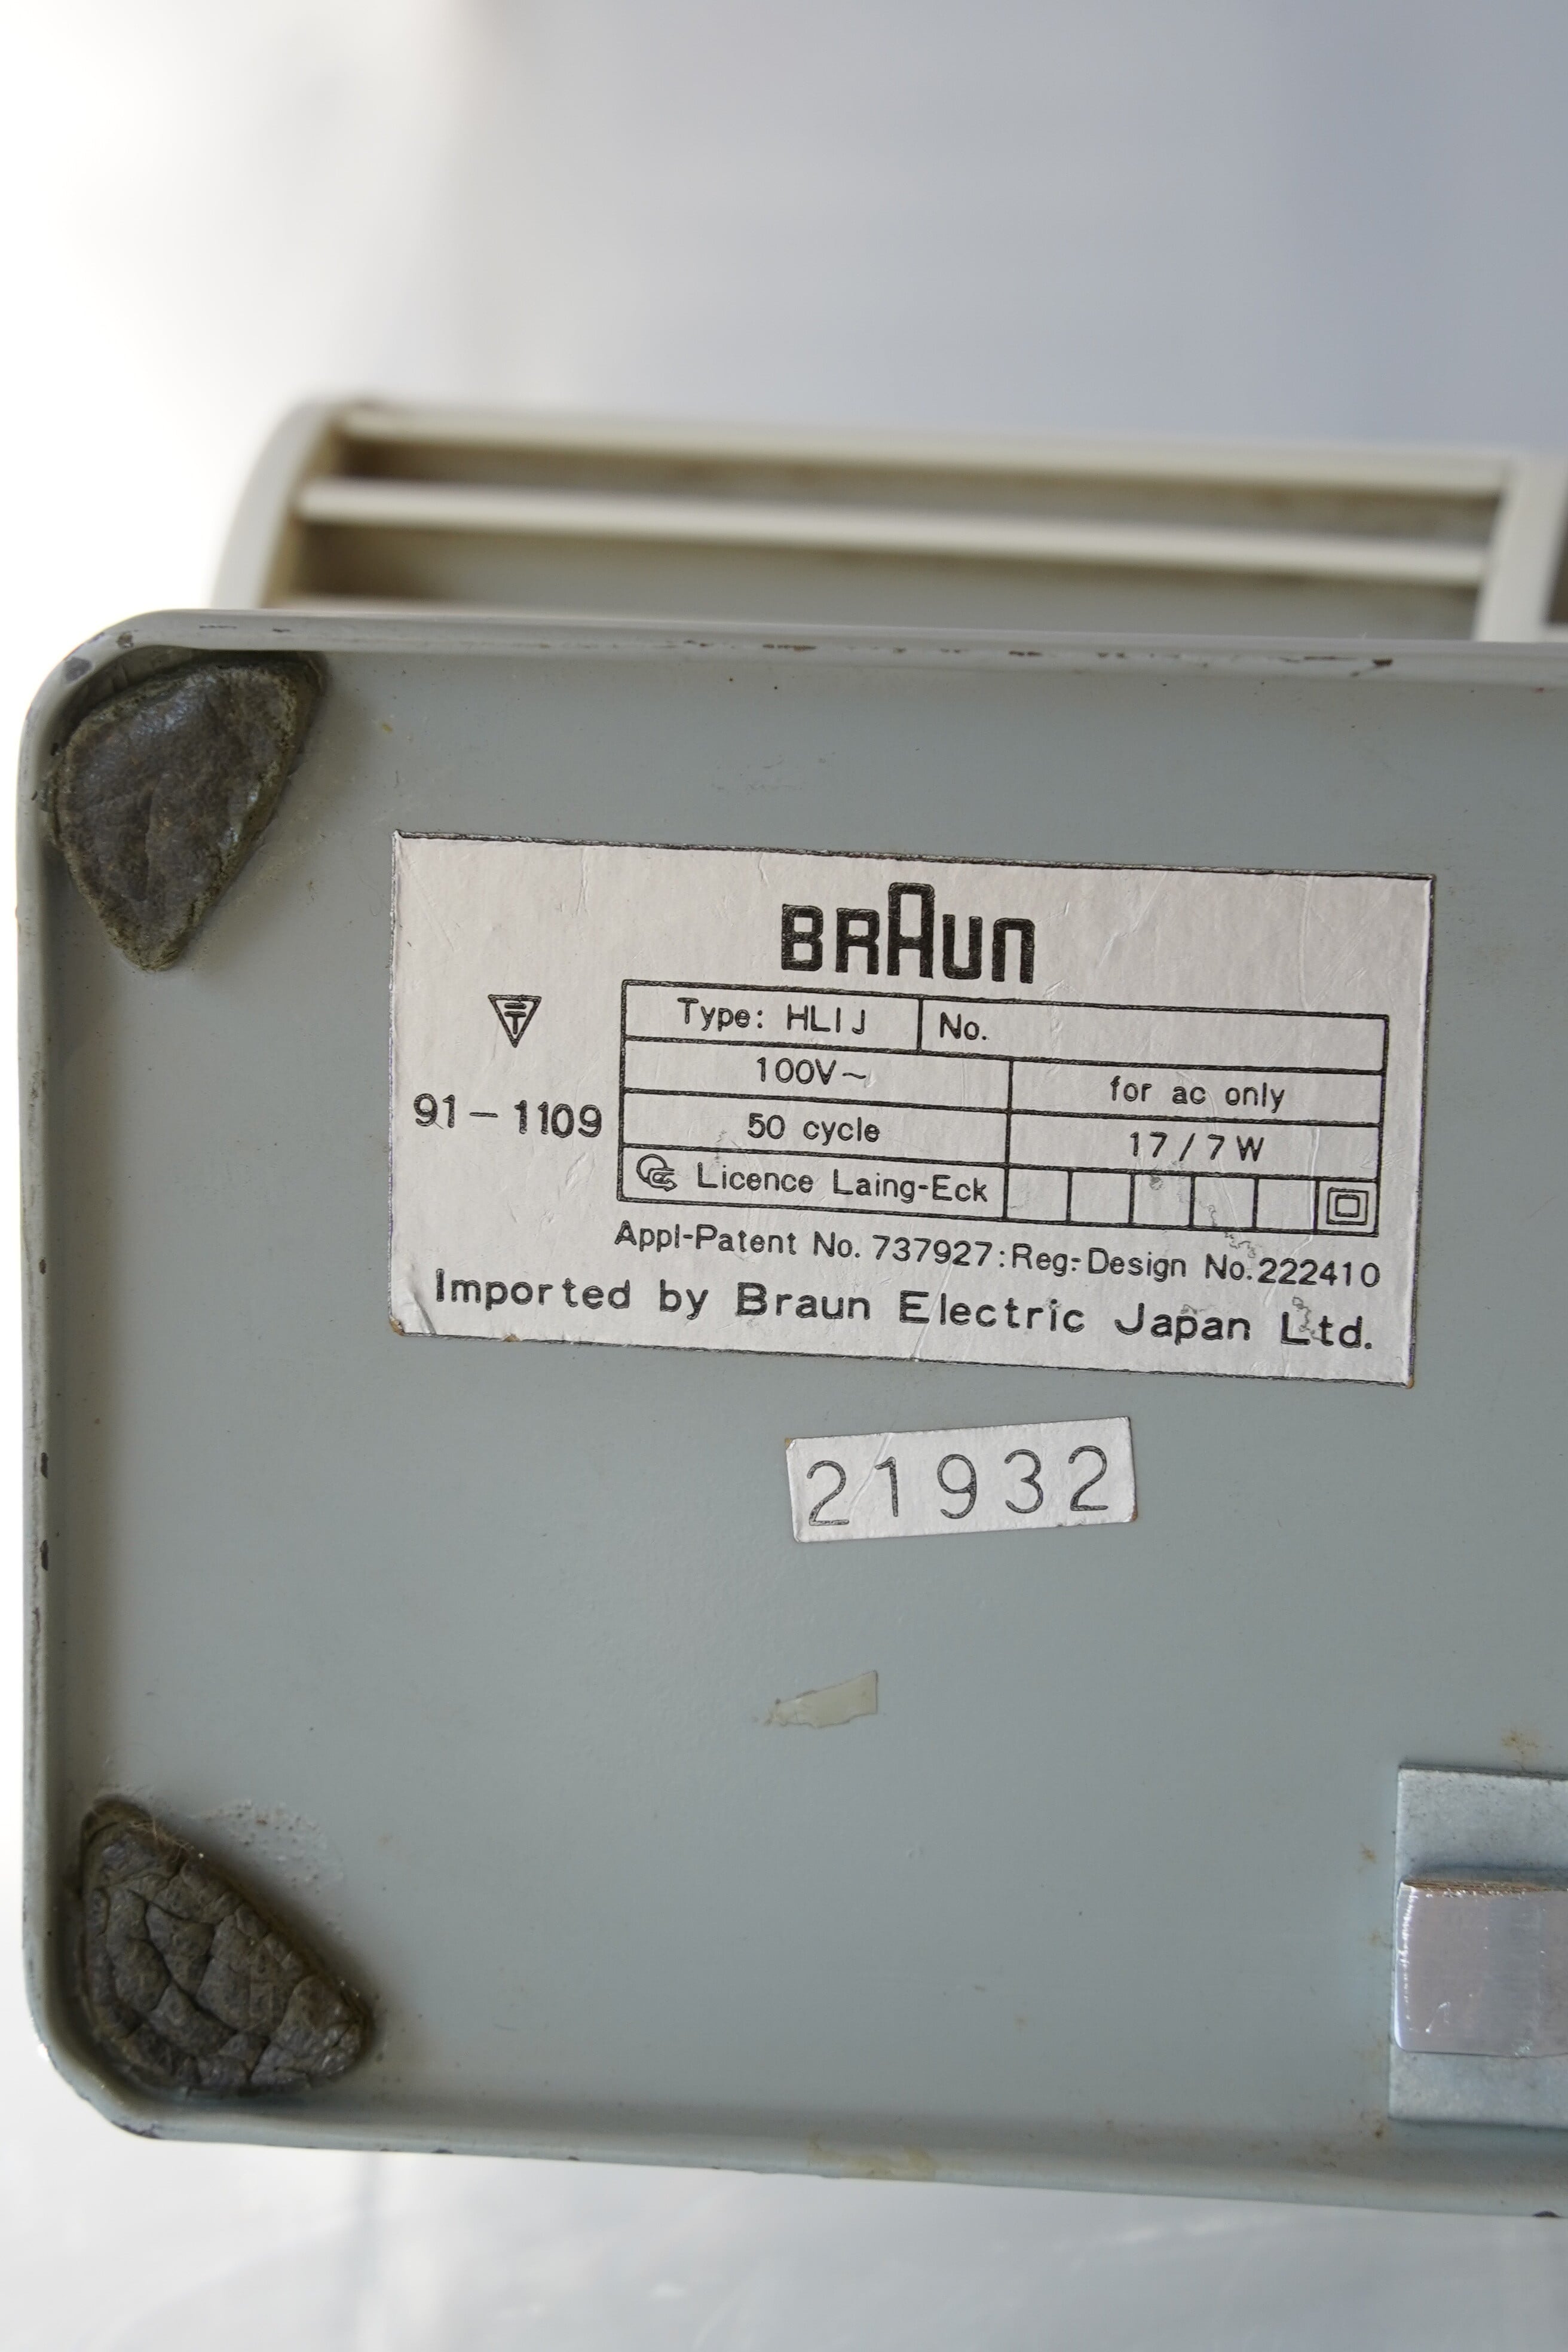 BRAUN
Type: HLIJ No.
100V~ for ac only
91-1109
50 cycle 17/7W
Licence Laing-Eck
Appl-Patent No. 737927:Reg.-Design No.222410
Imported by Braun Electric Japan Ltd.
21932